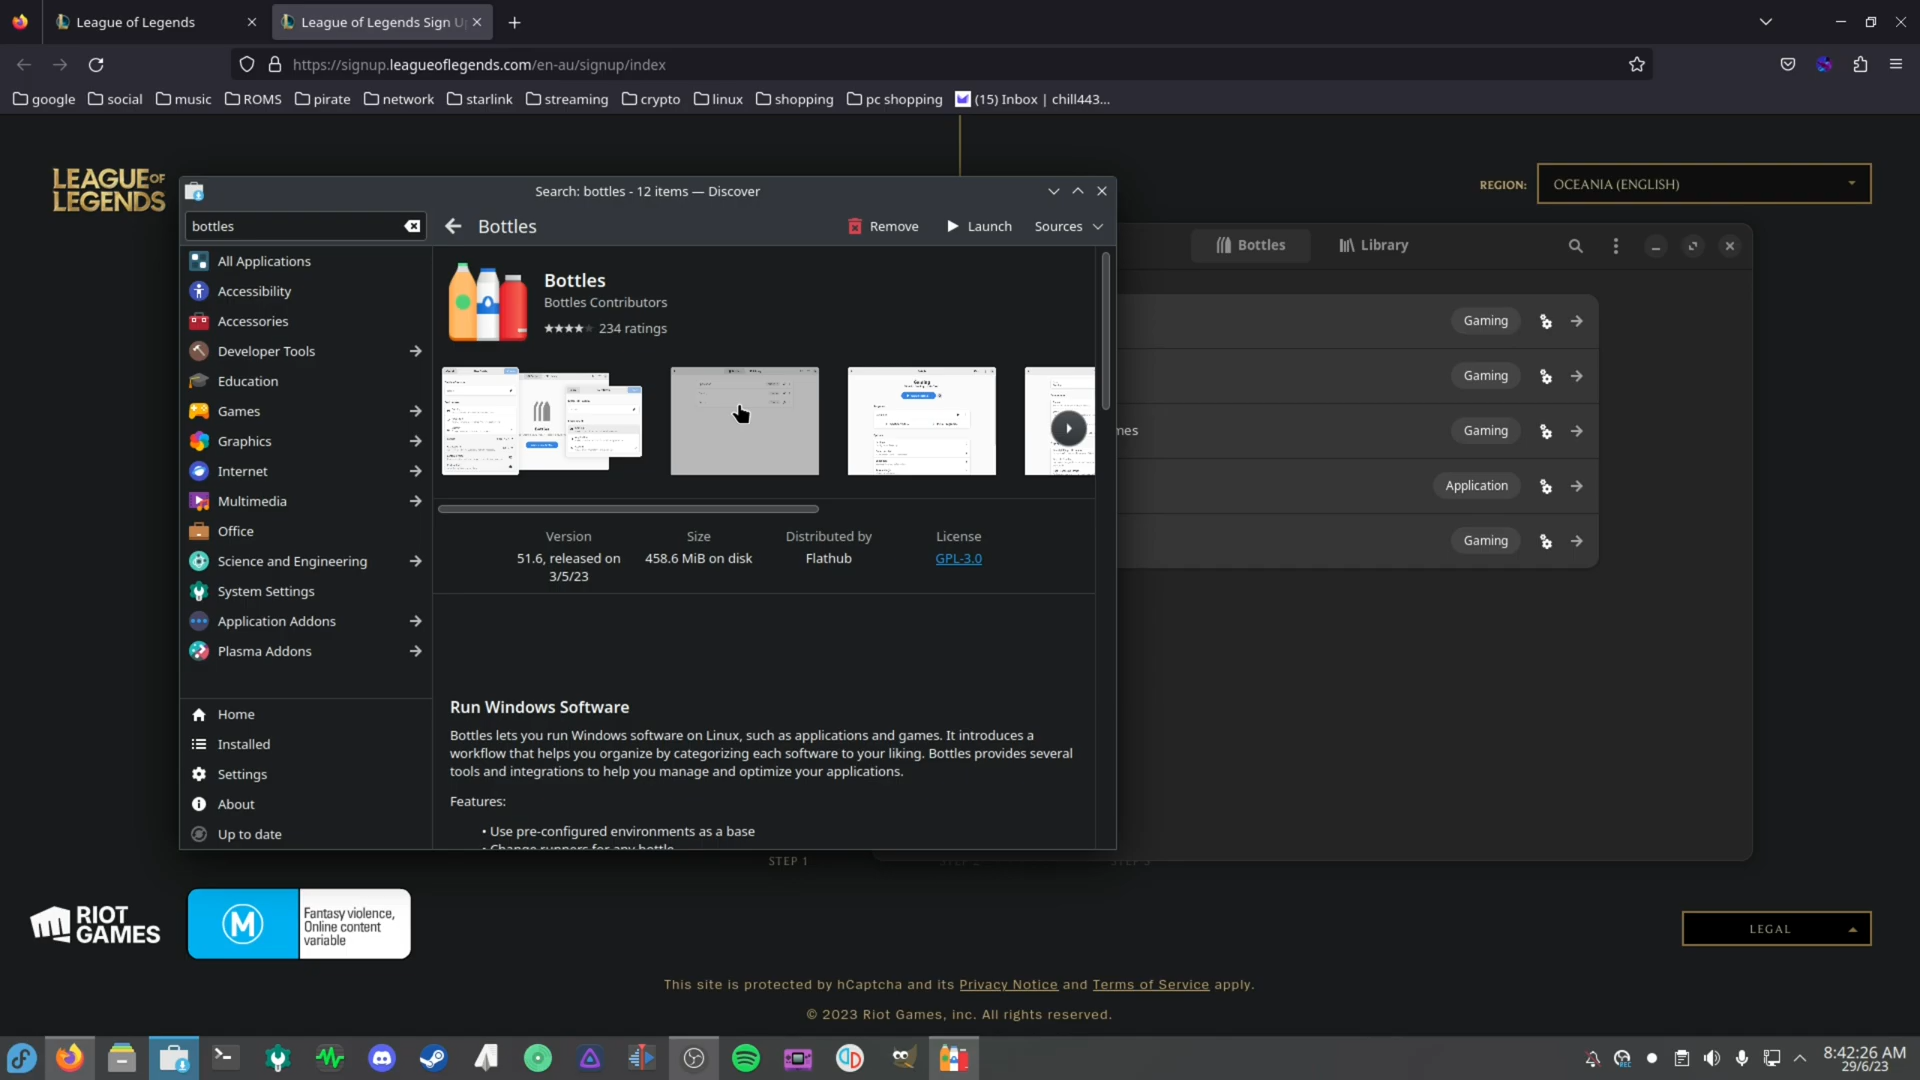 League of Legends
League of Legends Sign U
https://signup.leagueoflegends.com/en-au/signup/index
google
social
music
ROMS
pirate
network
starlink
streaming
crypto
linux
shopping
pc shopping
(15) Inbox | chill443...
LEAGUE OF
LEGENDS
REGION:
OCEANIA (ENGLISH)
Search: bottles - 12 items — Discover
bottles
Bottles
Remove
Launch
Sources
All Applications
Accessibility
Accessories
Developer Tools
Education
Games
Graphics
Internet
Multimedia
Office
Science and Engineering
System Settings
Application Addons
Plasma Addons
Home
Installed
Settings
About
Up to date
Bottles
Bottles Contributors
234 ratings
Version
51.6, released on
3/5/23
Size
458.6 MiB on disk
Distributed by
Flathub
License
GPL-3.0
Run Windows Software
Bottles lets you run Windows software on Linux, such as applications and games. It introduces a
workflow that helps you organize by categorizing each software to your liking. Bottles provides several
tools and integrations to help you manage and optimize your applications.
Features:
• Use pre-configured environments as a base
• Change runners for any bottle
Bottles
Library
Gaming
Gaming
mes
Gaming
Application
Gaming
STEP 1
STEP 2
STEP 3
RIOT
GAMES
M
Fantasy violence,
Online content
variable
LEGAL
This site is protected by hCaptcha and its Privacy Notice and Terms of Service apply.
© 2023 Riot Games, inc. All rights reserved.
8:42:26 AM
29/6/23